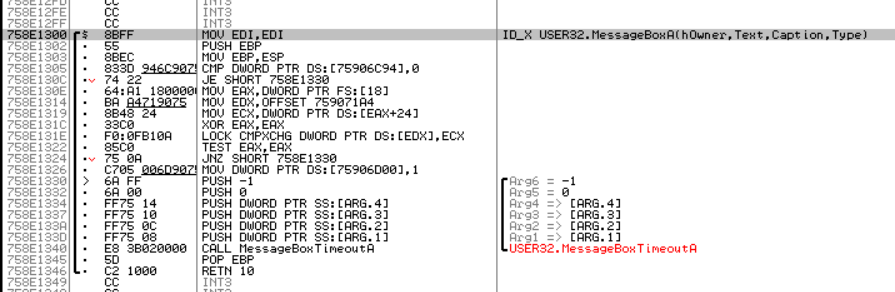 758E12FD CC INT3
758E12FE CC INT3
758E12FF CC INT3
758E1300 $ 8BFF MOV EDI,EDI ID_X USER32.MessageBoxA(hOwner,Text,Caption,Type)
758E1302 . 55 PUSH EBP
758E1303 . 8BEC MOV EBP,ESP
758E1305 . 833D 946C907 CMP DWORD PTR DS:[75906C94],0
758E130C . 74 22 JE SHORT 758E1330
758E130E . 64:A1 1800000 MOV EAX,DWORD PTR FS:[18]
758E1314 . BA A4719075 MOV EDX,OFFSET 759071A4
758E1319 . 8B48 24 MOV ECX,DWORD PTR DS:[EAX+24]
758E131C . 33C0 XOR EAX,EAX
758E131E . F0:0FB10A LOCK CMPXCHG DWORD PTR DS:[EDX],ECX
758E1322 . 85C0 TEST EAX,EAX
758E1324 . 75 0A JNZ SHORT 758E1330
758E1326 . C705 006D907 MOV DWORD PTR DS:[75906D00],1
758E1330 > 6A FF PUSH -1 Arg6 = -1
758E1332 . 6A 00 PUSH 0 Arg5 = 0
758E1334 . FF75 14 PUSH DWORD PTR SS:[ARG.4] Arg4 => [ARG.4]
758E1337 . FF75 10 PUSH DWORD PTR SS:[ARG.3] Arg3 => [ARG.3]
758E133A . FF75 0C PUSH DWORD PTR SS:[ARG.2] Arg2 => [ARG.2]
758E133D . FF75 08 PUSH DWORD PTR SS:[ARG.1] Arg1 => [ARG.1]
758E1340 . E8 3B020000 CALL MessageBoxTimeoutA USER32.MessageBoxTimeoutA
758E1345 . 5D POP EBP
758E1346 . C2 1000 RETN 10
758E1349 CC INT3